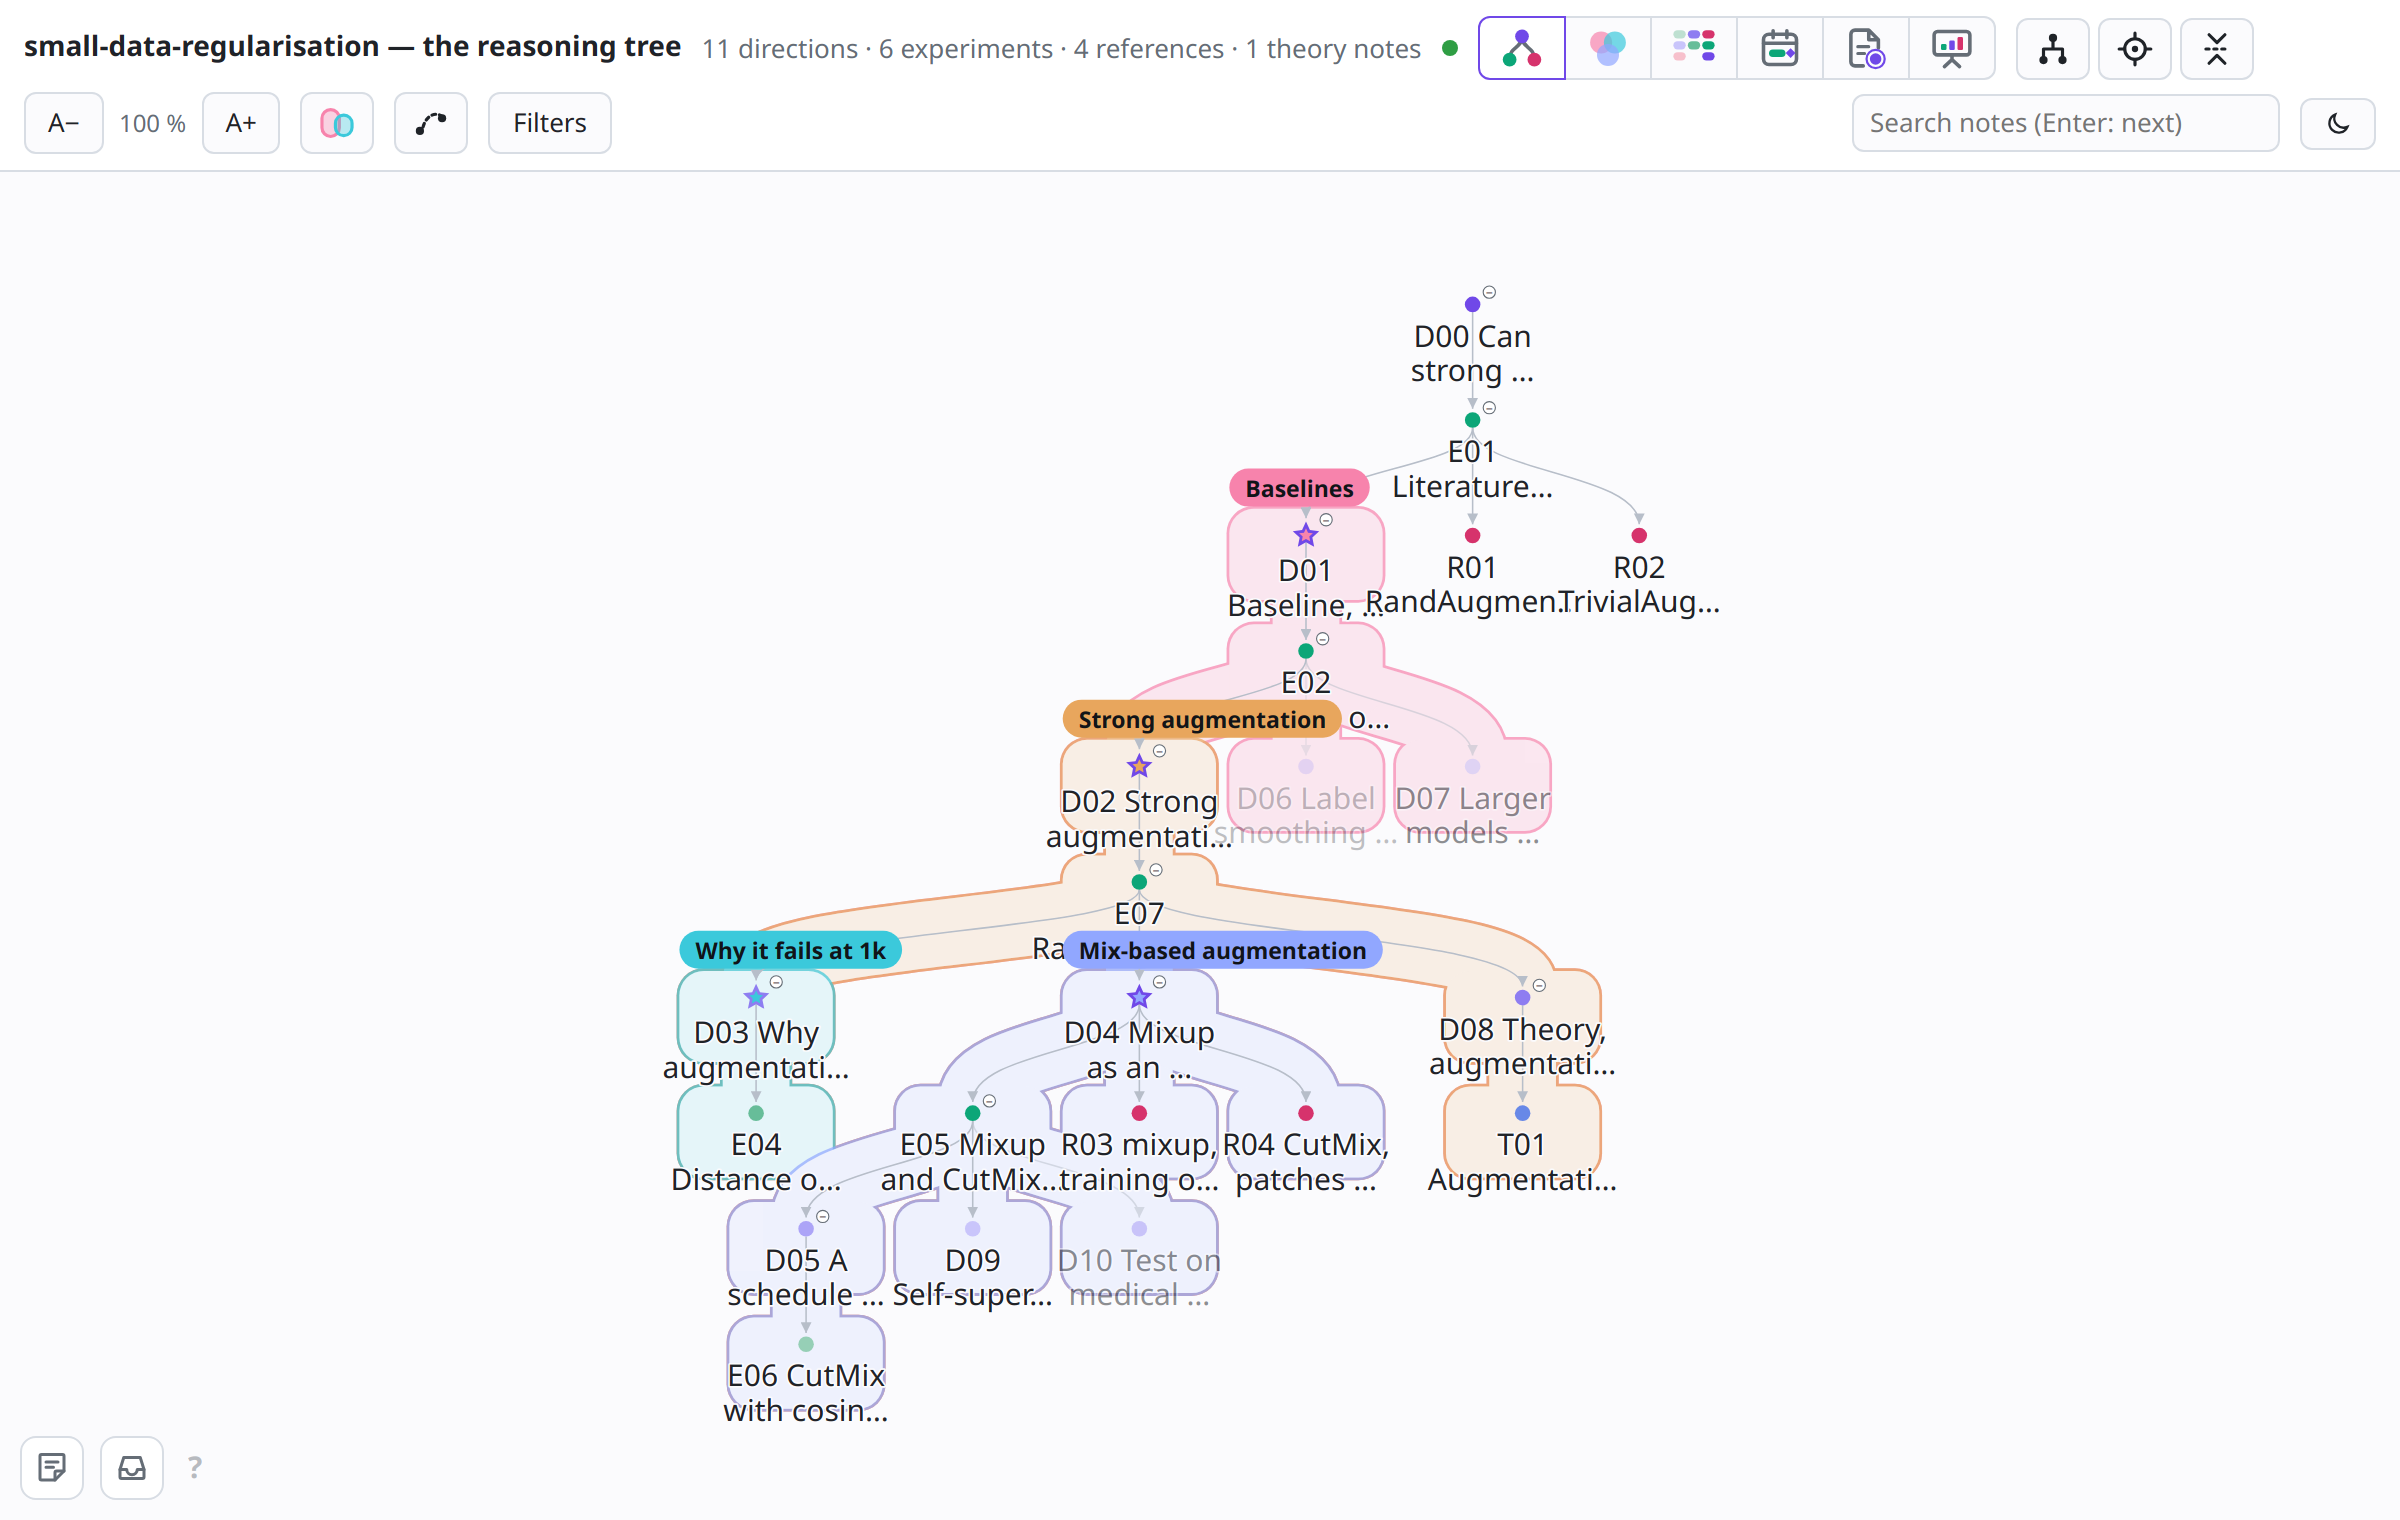 small-data-regularisation — the reasoning tree
11 directions · 6 experiments · 4 references · 1 theory notes
A−
100 %
A+
Filters
Search notes (Enter: next)
D00 Can
strong ...
E01
Literature...
Baselines
D01
Baseline, ...
R01
RandAugmen...
R02
TrivialAug...
E02
o...
Strong augmentation
D02 Strong
augmentati...
D06 Label
smoothing ...
D07 Larger
models ...
E07
Ra
Why it fails at 1k
Mix-based augmentation
D03 Why
augmentati...
D04 Mixup
as an ...
D08 Theory,
augmentati...
E04
Distance o...
E05 Mixup
and CutMix...
R03 mixup,
training o...
R04 CutMix,
patches ...
T01
Augmentati...
D05 A
schedule ...
D09
Self-super...
D10 Test on
medical ...
E06 CutMix
with cosin...
?